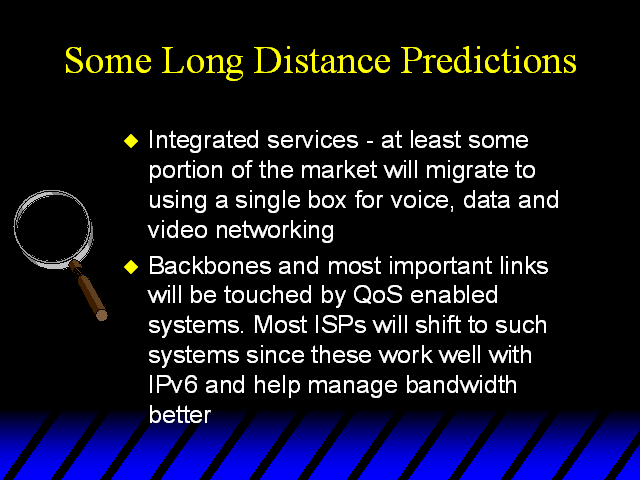 Some Long Distance Predictions
Integrated services - at least some
portion of the market will migrate to
using a single box for voice, data and
video networking
Backbones and most important links
will be touched by QoS enabled
systems. Most ISPs will shift to such
systems since these work well with
IPv6 and help manage bandwidth
better